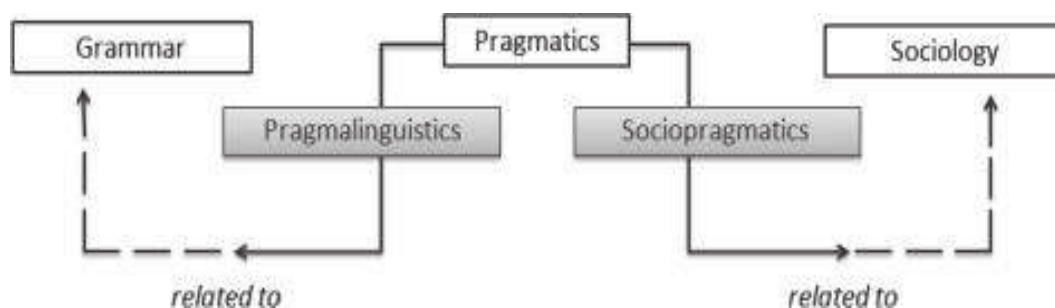 Grammar
Pragmatics
Sociology
Pragmalinguistics
Sociopragmatics
related to
related to